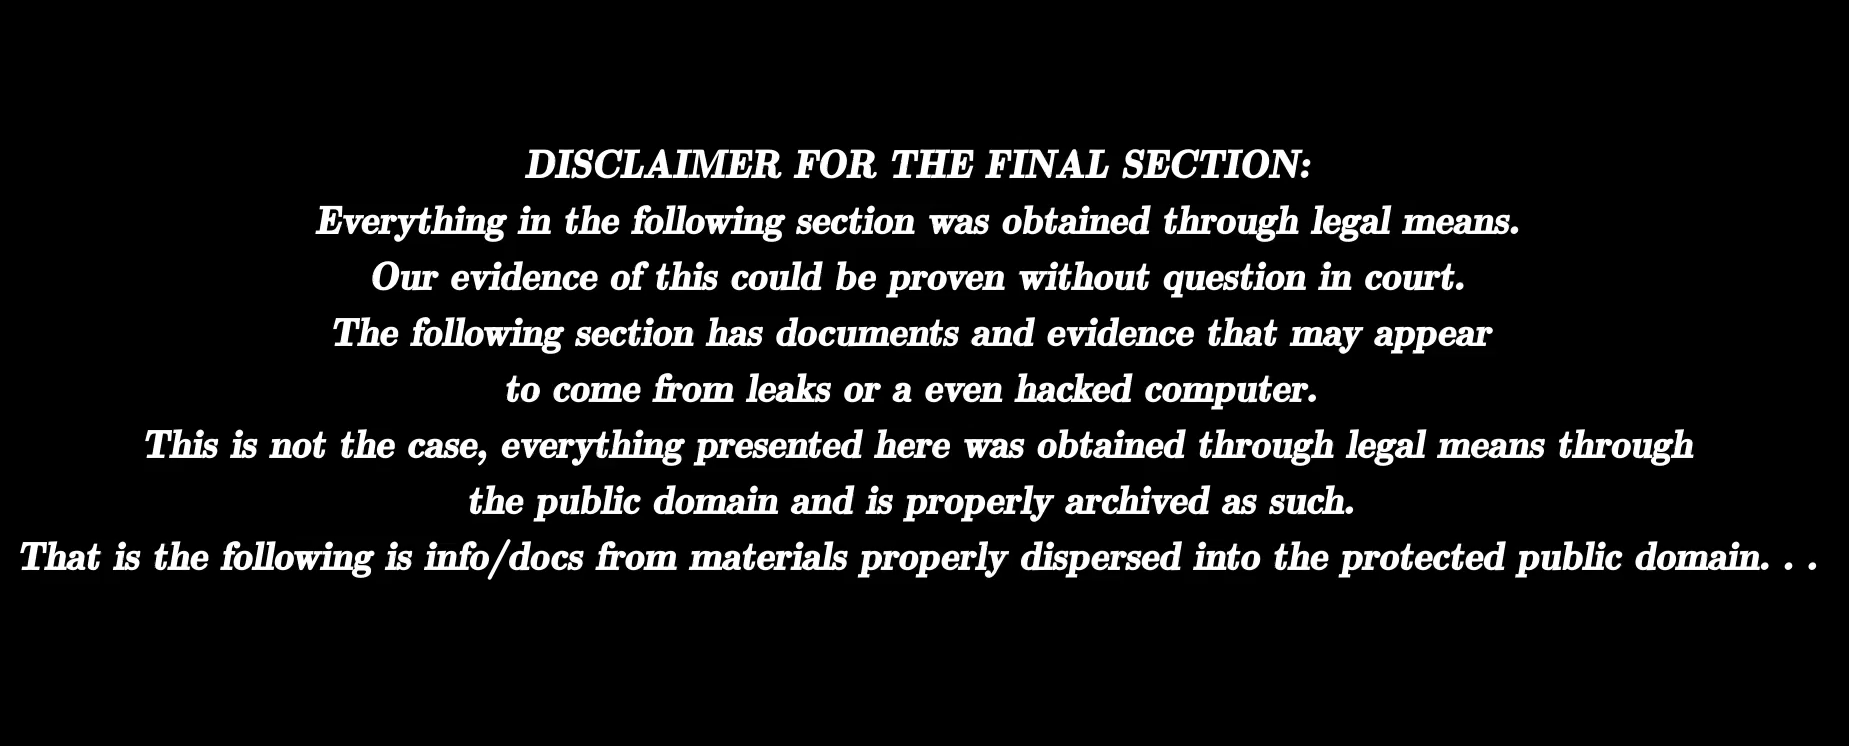 DISCLAIMER FOR THE FINAL SECTION:
Everything in the following section was obtained through legal means.
Our evidence of this could be proven without question in court.
The following section has documents and evidence that may appear
to come from leaks or a even hacked computer.
This is not the case, everything presented here was obtained through legal means through
the public domain and is properly archived as such.
That is the following is info/docs from materials properly dispersed into the protected public domain. . .